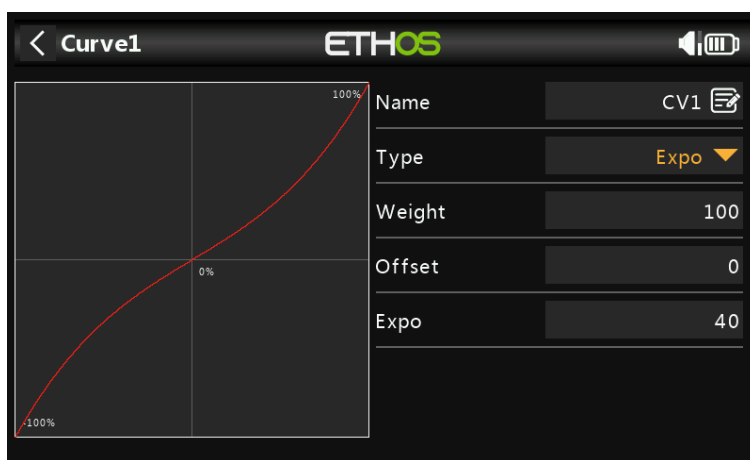 Curve1
ETHOS
100%
0%
-100%
Name CV1
Type Expo
Weight 100
Offset 0
Expo 40